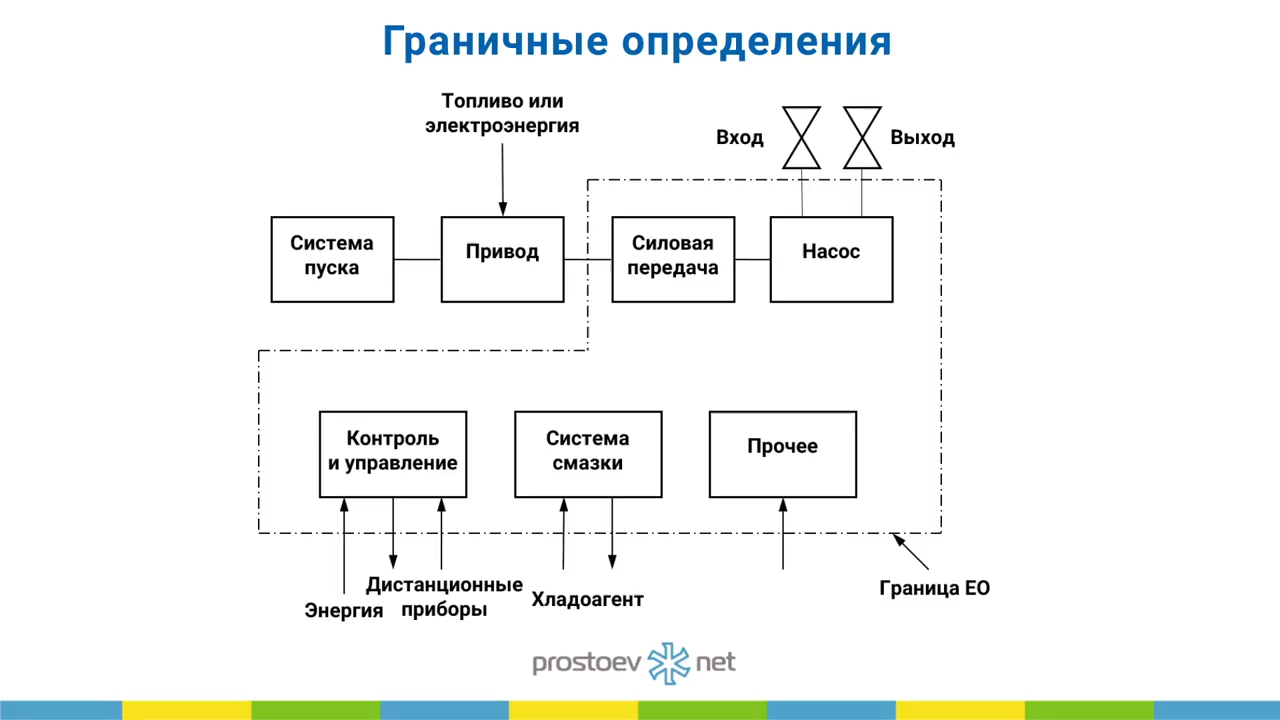 Граничные определения
Топливо или
электроэнергия
Вход
Выход
Система
пуска
Привод
Силовая
передача
Насос
Контроль
и управление
Система
смазки
Прочее
Энергия
Дистанционные
приборы
Хладоагент
Граница ЕО
prostoev net